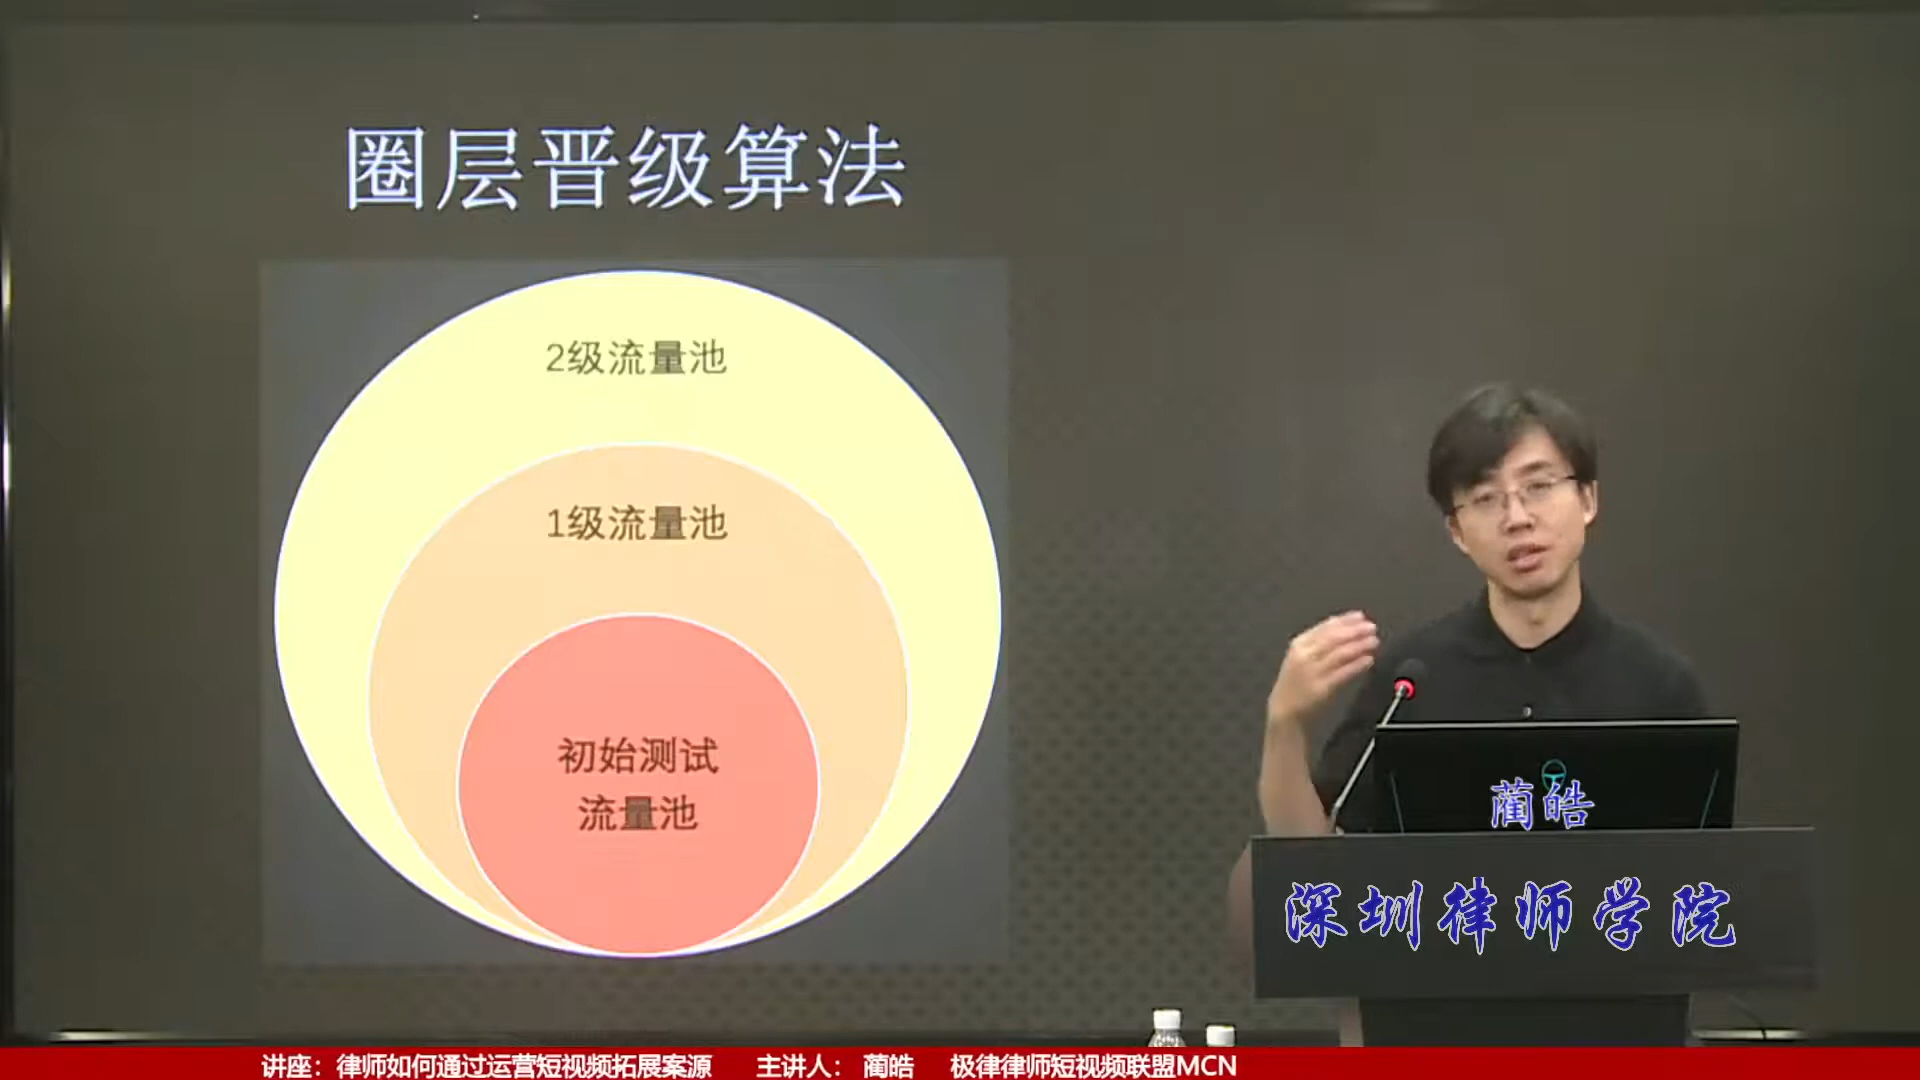 圈层晋级算法
2级流量池
1级流量池
初始测试
流量池
蔺皓
深圳律师学院
讲座：律师如何通过运营短视频拓展案源 主讲人： 蔺皓 极律律师短视频联盟MCN